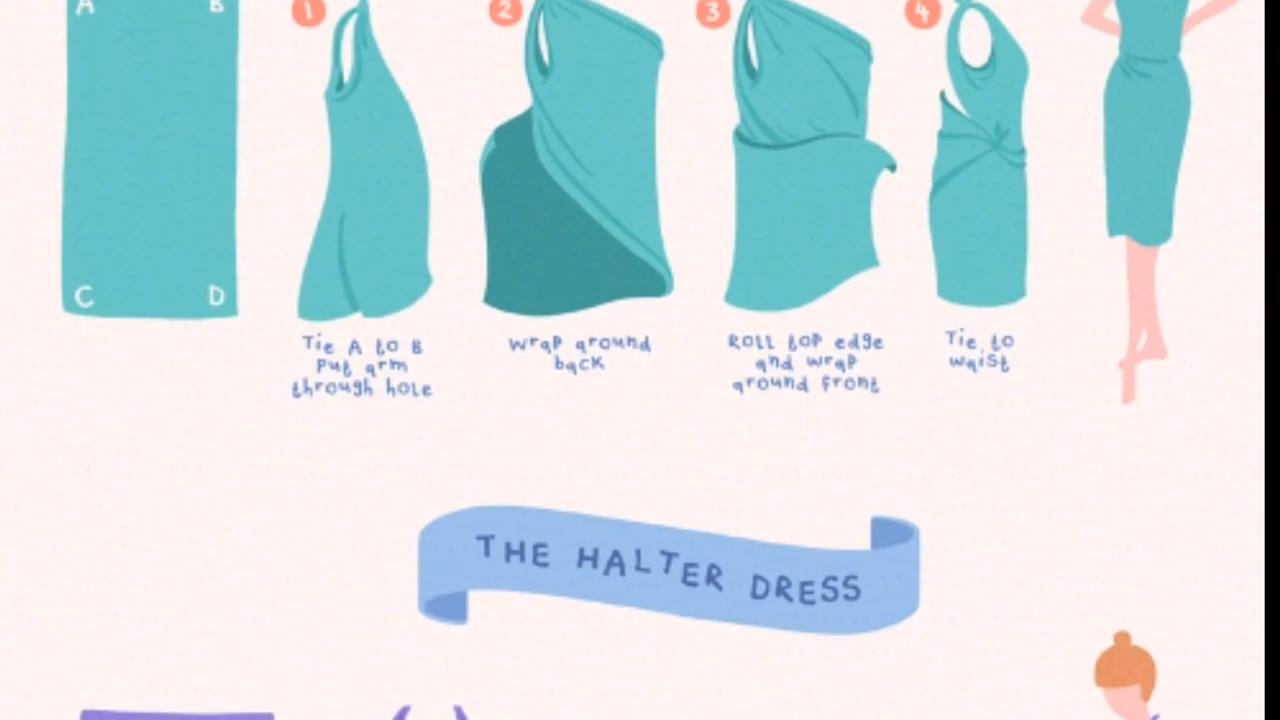 A B
1 2 3 4
C D
Tie A to B
Put arm
through hole
Wrap around
back
ROLL top edge
and wrap
around front
Tie to
waist
THE HALTER DRESS